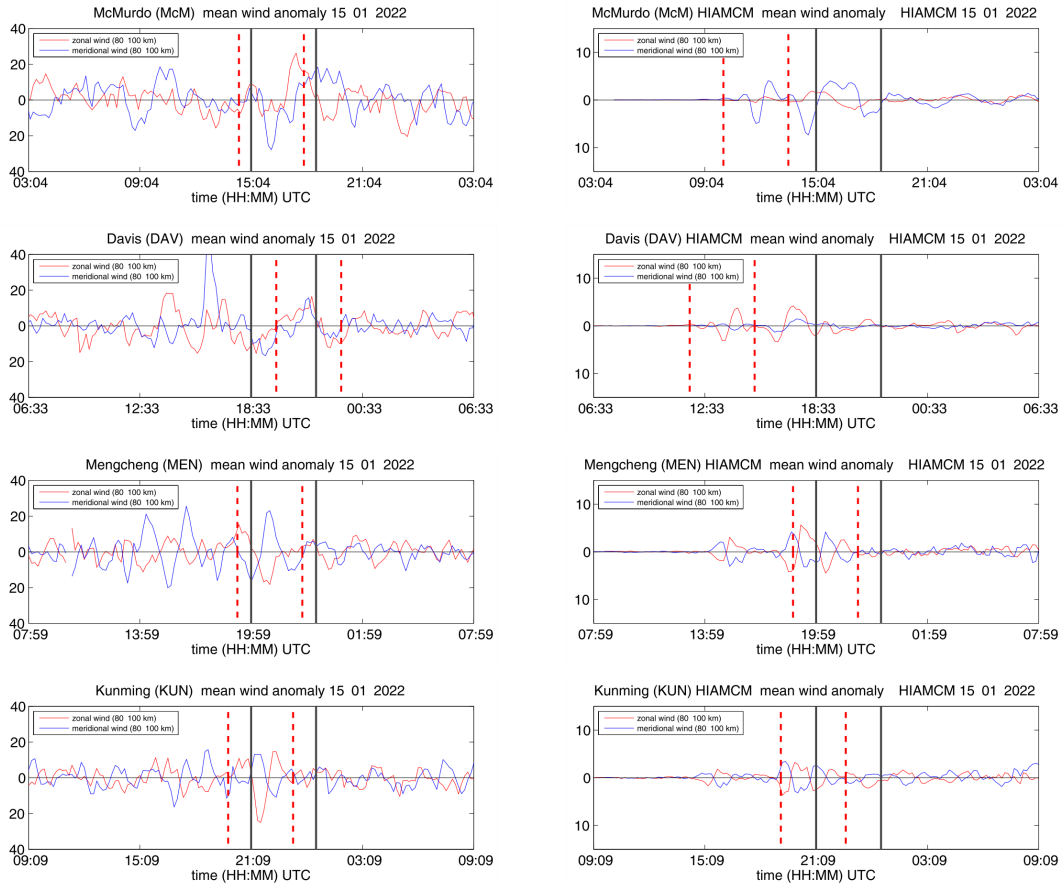 McMurdo (McM)  mean wind anomaly 15  01  2022
zonal wind (80  100 km)
meridional wind (80  100 km)
40
20
0
20
40
03:04 09:04 15:04 21:04 03:04
time (HH:MM) UTC
McMurdo (McM) HIAMCM  mean wind anomaly    HIAMCM 15  01  2022
zonal wind (80  100 km)
meridional wind (80  100 km)
10
0
10
03:04 09:04 15:04 21:04 03:04
time (HH:MM) UTC
Davis (DAV)  mean wind anomaly 15  01  2022
zonal wind (80  100 km)
meridional wind (80  100 km)
40
20
0
20
40
06:33 12:33 18:33 00:33 06:33
time (HH:MM) UTC
Davis (DAV) HIAMCM  mean wind anomaly    HIAMCM 15  01  2022
zonal wind (80  100 km)
meridional wind (80  100 km)
10
0
10
06:33 12:33 18:33 00:33 06:33
time (HH:MM) UTC
Mengcheng (MEN)  mean wind anomaly 15  01  2022
zonal wind (80  100 km)
meridional wind (80  100 km)
40
20
0
20
40
07:59 13:59 19:59 01:59 07:59
time (HH:MM) UTC
Mengcheng (MEN) HIAMCM  mean wind anomaly    HIAMCM 15  01  2022
zonal wind (80  100 km)
meridional wind (80  100 km)
10
0
10
07:59 13:59 19:59 01:59 07:59
time (HH:MM) UTC
Kunming (KUN)  mean wind anomaly 15  01  2022
zonal wind (80  100 km)
meridional wind (80  100 km)
40
20
0
20
40
09:09 15:09 21:09 03:09 09:09
time (HH:MM) UTC
Kunming (KUN) HIAMCM  mean wind anomaly    HIAMCM 15  01  2022
zonal wind (80  100 km)
meridional wind (80  100 km)
10
0
10
09:09 15:09 21:09 03:09 09:09
time (HH:MM) UTC